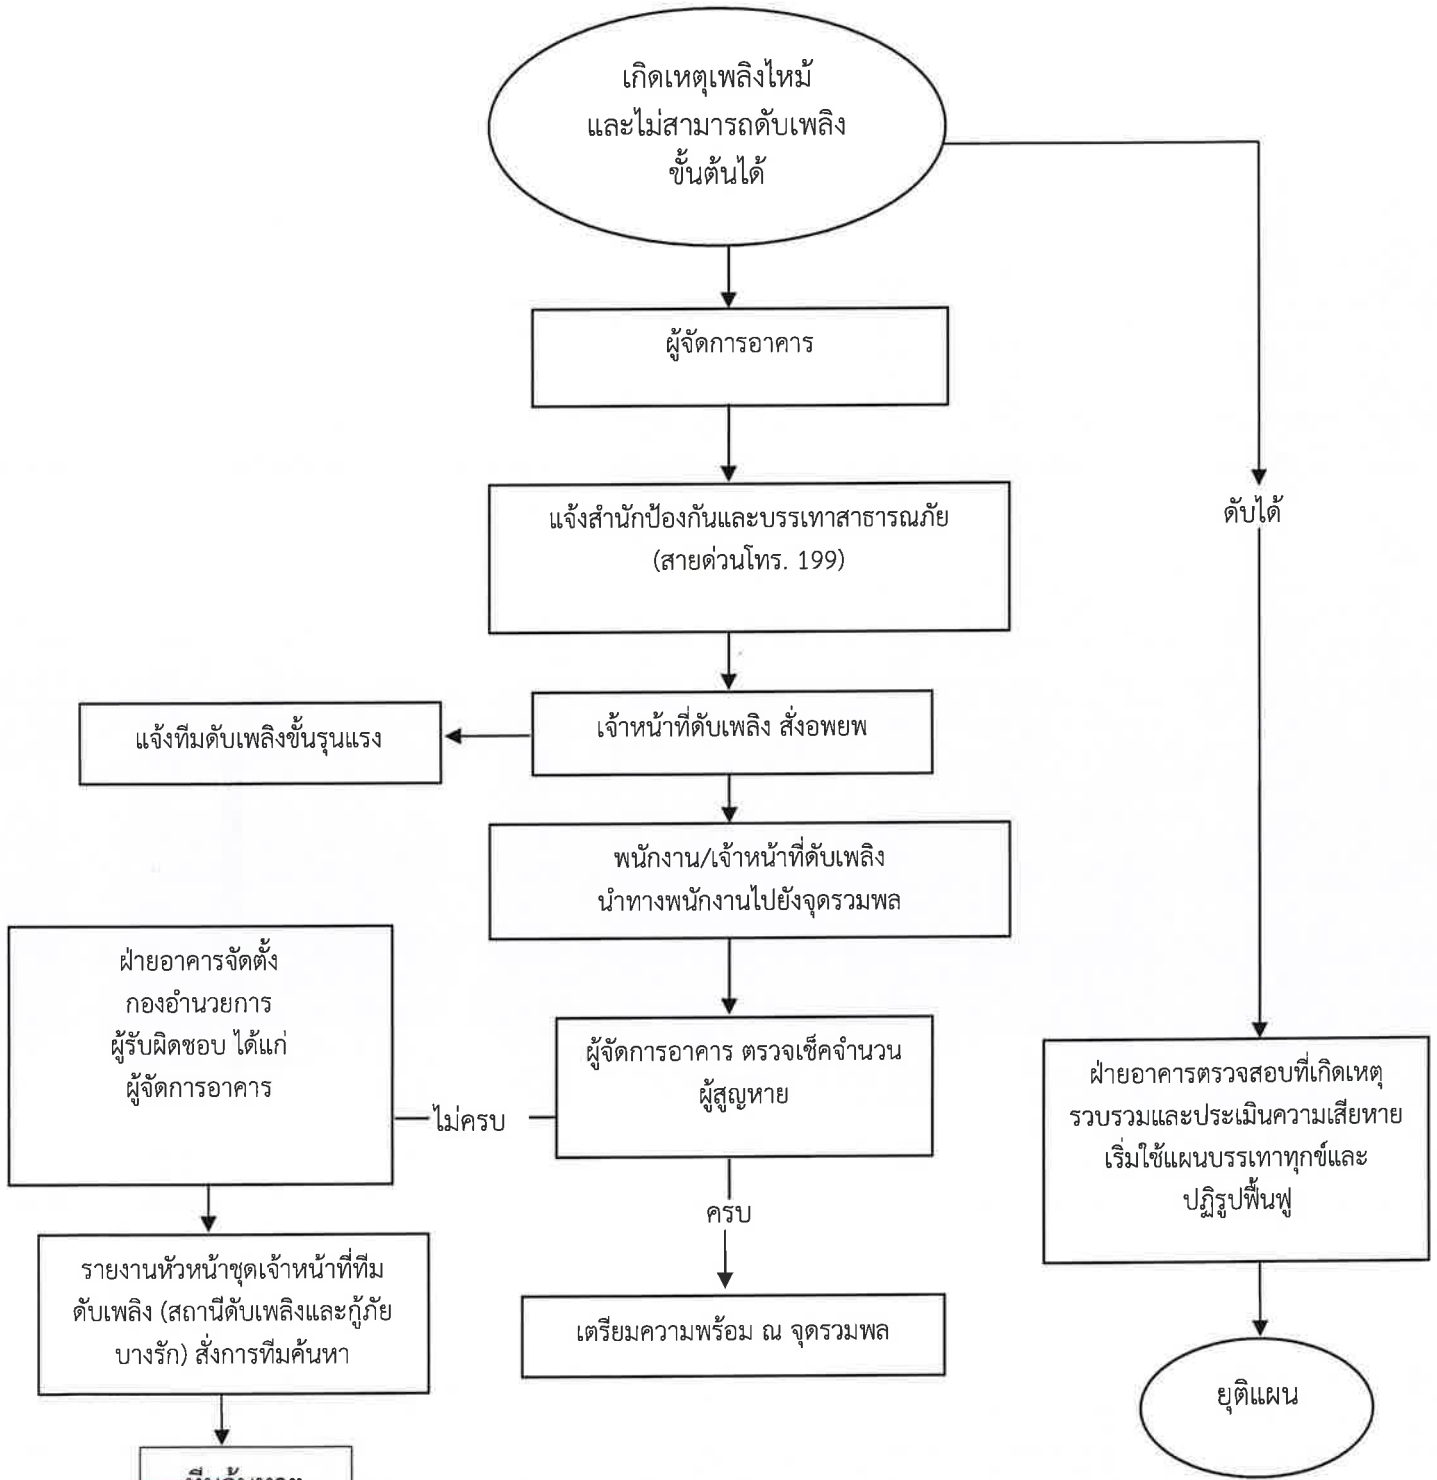 เกิดเหตุเพลิงไหม้
และไม่สามารถดับเพลิง
ขั้นต้นได้
ผู้จัดการอาคาร
แจ้งสำนักป้องกันและบรรเทาสาธารณภัย
(สายด่วนโทร. 199)
ดับได้
แจ้งทีมดับเพลิงขั้นรุนแรง
เจ้าหน้าที่ดับเพลิง สั่งอพยพ
พนักงาน/เจ้าหน้าที่ดับเพลิง
นำทางพนักงานไปยังจุดรวมพล
ฝ่ายอาคารจัดตั้ง
กองอำนวยการ
ผู้รับผิดชอบ ได้แก่
ผู้จัดการอาคาร
ไม่ครบ
ผู้จัดการอาคาร ตรวจเช็คจำนวน
ผู้สูญหาย
ฝ่ายอาคารตรวจสอบที่เกิดเหตุ
รวบรวมและประเมินความเสียหาย
เริ่มใช้แผนบรรเทาทุกข์และ
ปฏิรูปฟื้นฟู
ครบ
รายงานหัวหน้าชุดเจ้าหน้าที่ทีม
ดับเพลิง (สถานีดับเพลิงและกู้ภัย
บางรัก) สั่งการทีมค้นหา
เตรียมความพร้อม ณ จุดรวมพล
ยุติแผน